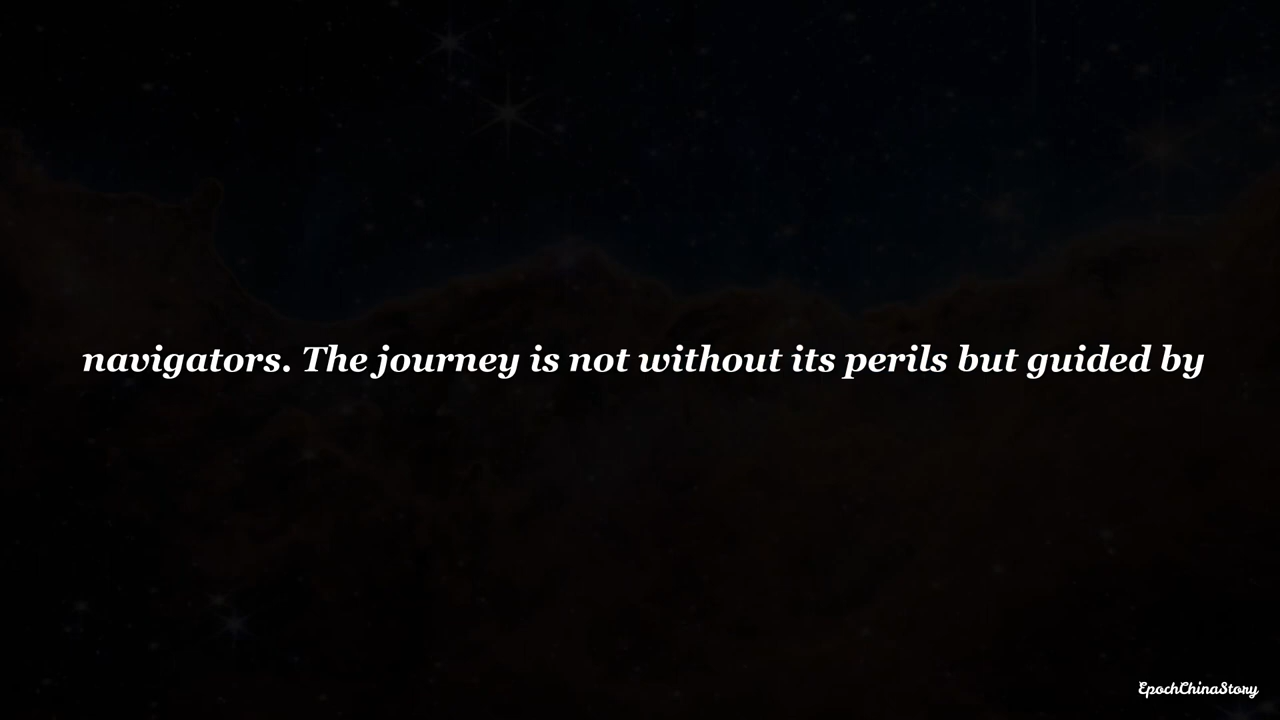 navigators. The journey is not without its perils but guided by
EpochChinaStory